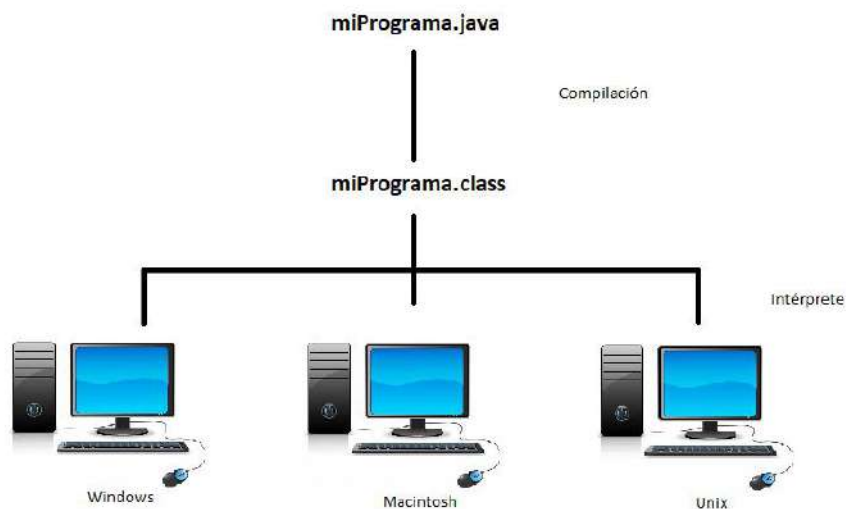 miPrograma.java
Compilación
miPrograma.class
Intérprete
Windows
Macintosh
Unix